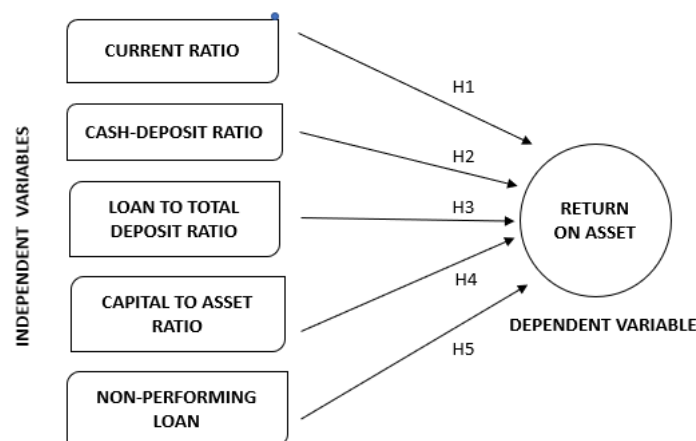 INDEPENDENT VARIABLES
CURRENT RATIO
CASH-DEPOSIT RATIO
LOAN TO TOTAL
DEPOSIT RATIO
CAPITAL TO ASSET
RATIO
NON-PERFORMING
LOAN
H1
H2
H3
H4
H5
RETURN
ON ASSET
DEPENDENT VARIABLE